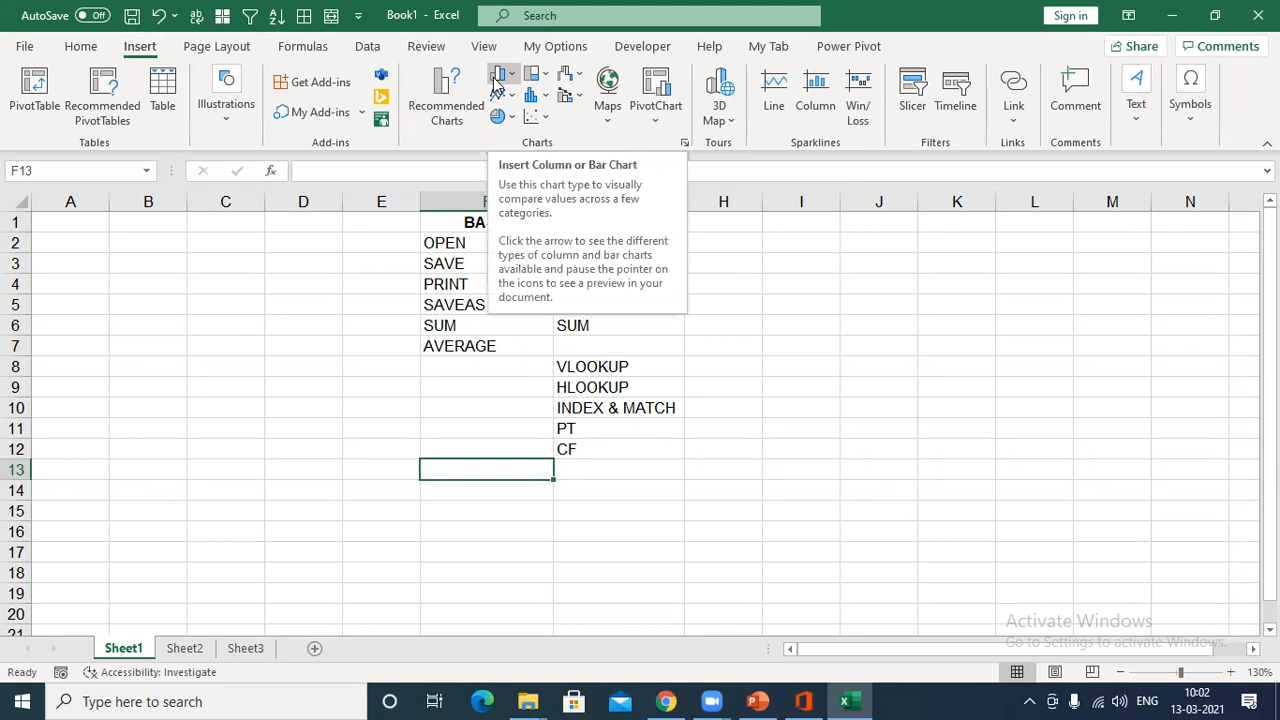 AutoSave Off Book1 - Excel Search Sign in
File Home Insert Page Layout Formulas Data Review View My Options Developer Help My Tab Power Pivot Share Comments
PivotTable Recommended PivotTables Table Illustrations Get Add-ins My Add-ins Recommended Charts Maps PivotChart 3D Map Line Column Win/Loss Slicer Timeline Link Comment Text Symbols
Tables Add-ins Charts Tours Sparklines Filters Links Comments
F13 fx
Insert Column or Bar Chart
Use this chart type to visually
compare values across a few
categories.
Click the arrow to see the different
types of column and bar charts
available and pause the pointer on
the icons to see a preview in your
document.
A B C D E H I J K L M N
1 BA
2 OPEN
3 SAVE
4 PRINT
5 SAVEAS
6 SUM SUM
7 AVERAGE
8 VLOOKUP
9 HLOOKUP
10 INDEX & MATCH
11 PT
12 CF
13
14
15
16
17
18
19
20
21
Activate Windows
Go to Settings to activate Windows.
Sheet1 Sheet2 Sheet3
Ready Accessibility: Investigate 130%
Type here to search ENG 10:02
13-03-2021